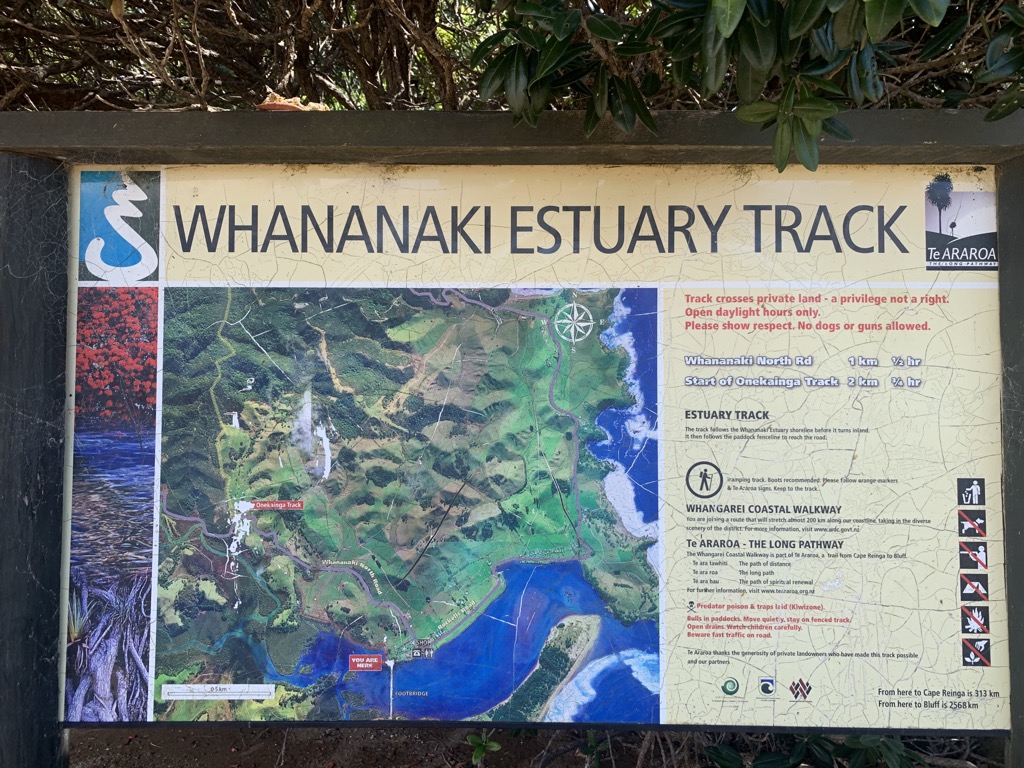 WHANANAKI ESTUARY TRACK
Te ARAROA
THE LONG PATHWAY
Track crosses private land - a privilege not a right.
Open daylight hours only.
Please show respect. No dogs or guns allowed.
Whananaki North Rd 1 km ½ hr
Start of Onekainga Track 2 km ¾ hr
ESTUARY TRACK
The track follows the Whananaki Estuary shoreline before it turns inland.
It then follows the paddock fenceline to reach the road.
Tramping track. Boots recommended. Please follow orange markers
& Te Araroa signs. Keep to the track.
WHANGAREI COASTAL WALKWAY
You are joining a route that will stretch almost 200 km along our coastline, taking in the diverse
scenery of the district. For more information, visit www.wdc.govt.nz
Te ARAROA - THE LONG PATHWAY
The Whangarei Coastal Walkway is part of Te Araroa, a trail from Cape Reinga to Bluff.
Te ara tawhiti The path of distance
Te ara roa The long path
Te ara hau The path of spiritual renewal
For further information, visit www.teararoa.org.nz
Predator poison & traps laid (Kiwizone).
Bulls in paddocks. Move quietly, stay on fenced track.
Open drains. Watch children carefully.
Beware fast traffic on road.
Te Araroa thanks the generosity of private landowners who have made this track possible
and our partners
From here to Cape Reinga is 313 km
From here to Bluff is 2568 km
N
Onekainga Track
Whananaki North Road
YOU ARE
HERE
FOOTBRIDGE
0.5 km